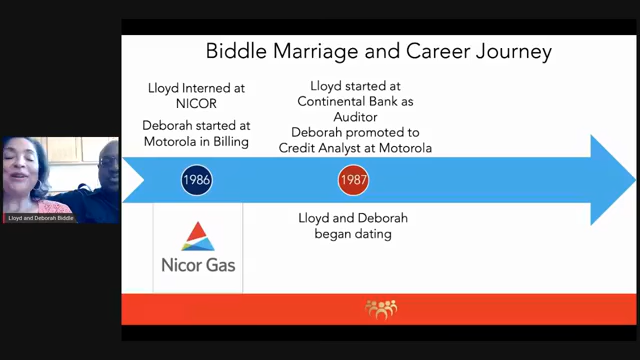 Biddle Marriage and Career Journey
Lloyd Interned at
NICOR
Deborah started at
Motorola in Billing
Lloyd started at
Continental Bank as
Auditor
Deborah promoted to
Credit Analyst at Motorola
1986
1987
Lloyd and Deborah Biddle
Lloyd and Deborah
began dating
Nicor Gas